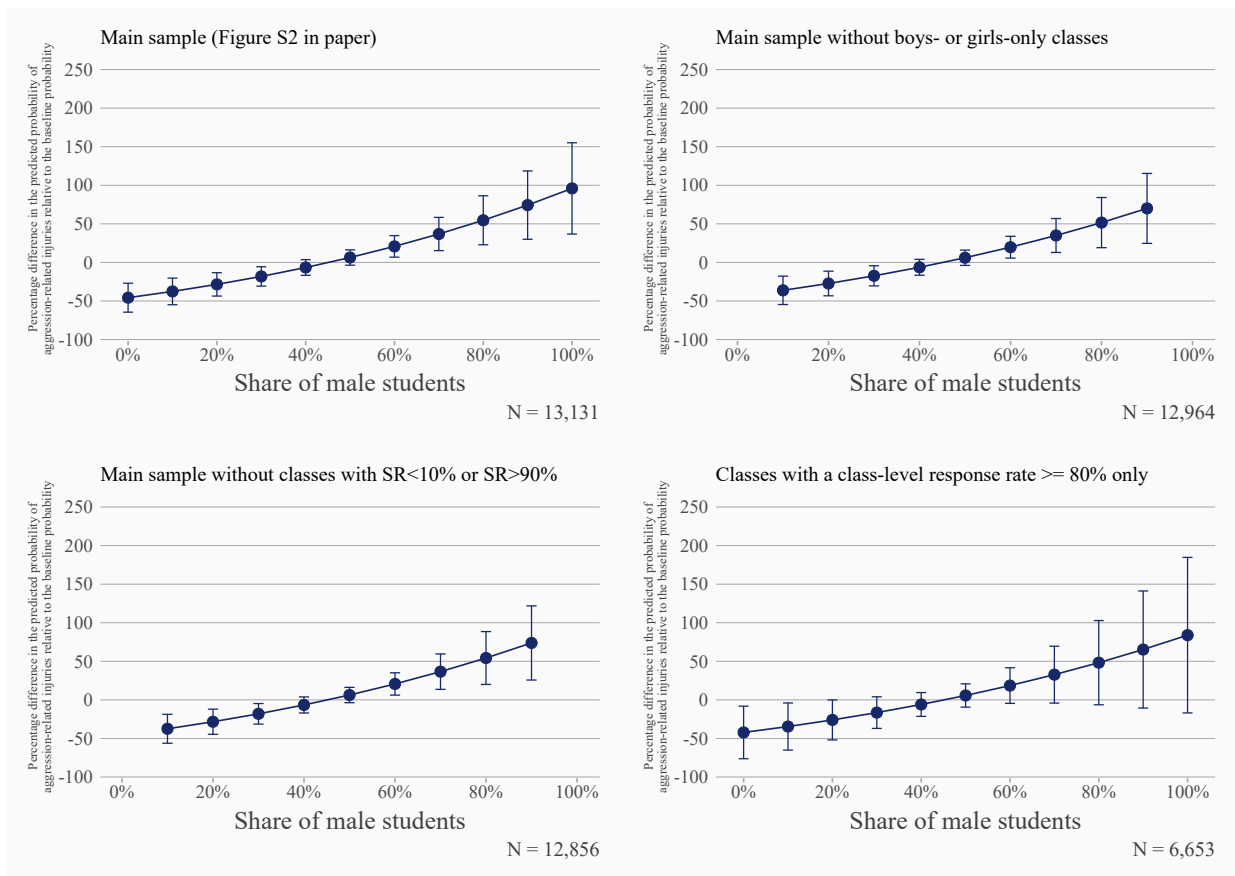 Main sample (Figure S2 in paper)
Percentage difference in the predicted probability of
aggression-related injuries relative to the baseline probability
250
200
150
100
50
0
-50
-100
0%
20%
40%
60%
80%
100%
Share of male students
N = 13,131
Main sample without boys- or girls-only classes
Percentage difference in the predicted probability of
aggression-related injuries relative to the baseline probability
250
200
150
100
50
0
-50
-100
0%
20%
40%
60%
80%
100%
Share of male students
N = 12,964
Main sample without classes with SR<10% or SR>90%
Percentage difference in the predicted probability of
aggression-related injuries relative to the baseline probability
250
200
150
100
50
0
-50
-100
0%
20%
40%
60%
80%
100%
Share of male students
N = 12,856
Classes with a class-level response rate >= 80% only
Percentage difference in the predicted probability of
aggression-related injuries relative to the baseline probability
250
200
150
100
50
0
-50
-100
0%
20%
40%
60%
80%
100%
Share of male students
N = 6,653